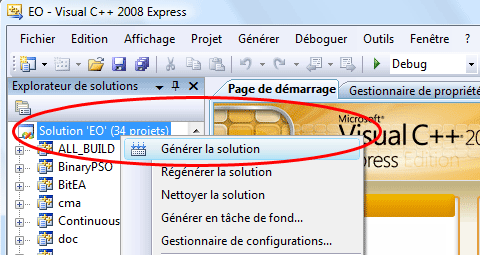 EO - Visual C++ 2008 Express
Fichier Edition Affichage Projet Générer Déboguer Outils Fenêtre
Debug
Explorateur de solutions
Page de démarrage
Gestionnaire de propriété
Solution 'EO' (34 projets)
ALL_BUILD
BinaryPSO
BitEA
cma
Continuous
doc
Générer la solution
Régénérer la solution
Nettoyer la solution
Générer en tâche de fond...
Gestionnaire de configurations...
Microsoft
Visual C++ 20
Express Edition